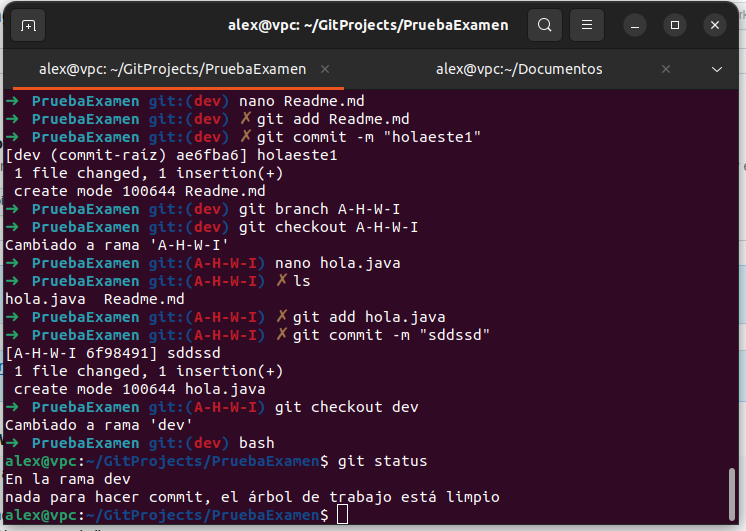 alex@vpc: ~/GitProjects/PruebaExamen
alex@vpc: ~/GitProjects/PruebaExamen × alex@vpc:~/Documentos ×
➜ PruebaExamen git:(dev) nano Readme.md
➜ PruebaExamen git:(dev) ✗ git add Readme.md
➜ PruebaExamen git:(dev) ✗ git commit -m "holaeste1"
[dev (commit-raíz) ae6fba6] holaeste1
1 file changed, 1 insertion(+)
create mode 100644 Readme.md
➜ PruebaExamen git:(dev) git branch A-H-W-I
➜ PruebaExamen git:(dev) git checkout A-H-W-I
Cambiado a rama 'A-H-W-I'
➜ PruebaExamen git:(A-H-W-I) nano hola.java
➜ PruebaExamen git:(A-H-W-I) ✗ ls
hola.java Readme.md
➜ PruebaExamen git:(A-H-W-I) ✗ git add hola.java
➜ PruebaExamen git:(A-H-W-I) ✗ git commit -m "sddssd"
[A-H-W-I 6f98491] sddssd
1 file changed, 1 insertion(+)
create mode 100644 hola.java
➜ PruebaExamen git:(A-H-W-I) git checkout dev
Cambiado a rama 'dev'
➜ PruebaExamen git:(dev) bash
alex@vpc:~/GitProjects/PruebaExamen$ git status
En la rama dev
nada para hacer commit, el árbol de trabajo está limpio
alex@vpc:~/GitProjects/PruebaExamen$